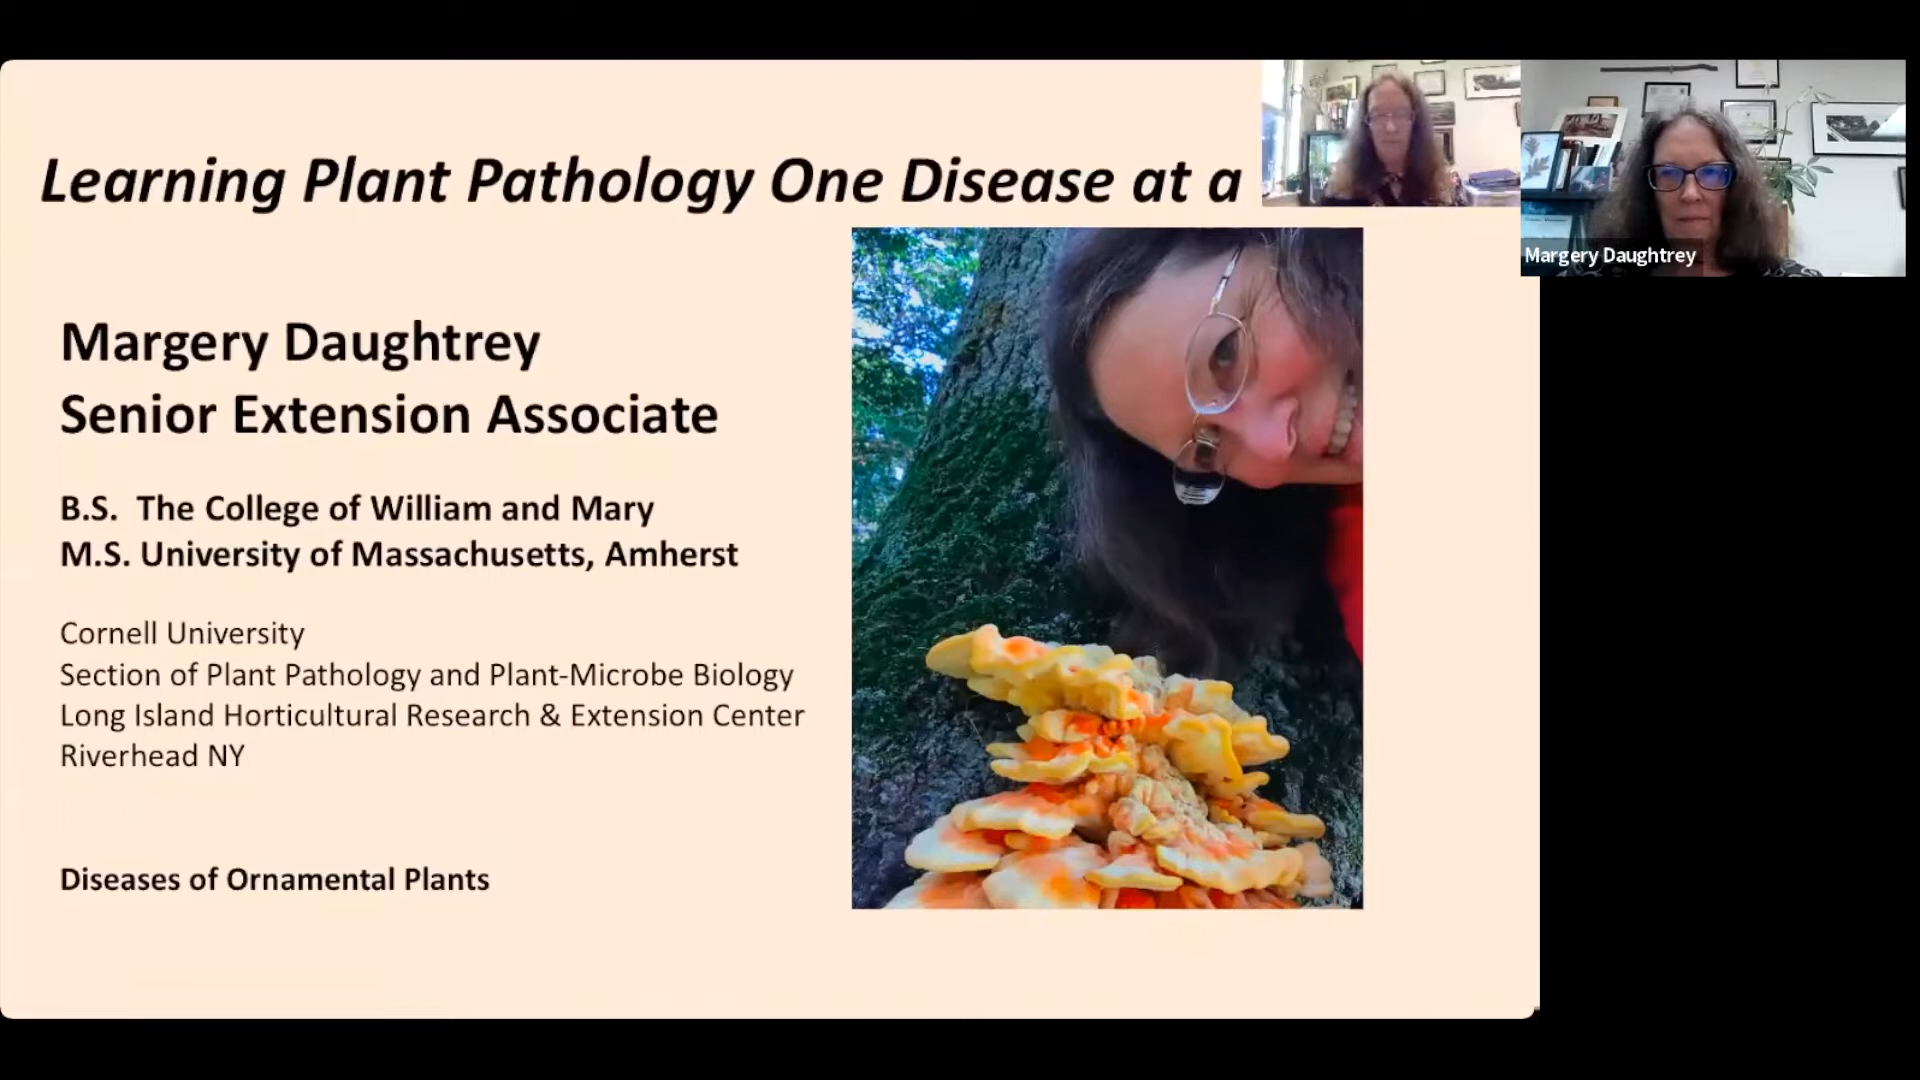 Learning Plant Pathology One Disease at a
Margery Daughtrey
Margery Daughtrey
Senior Extension Associate
B.S. The College of William and Mary
M.S. University of Massachusetts, Amherst
Cornell University
Section of Plant Pathology and Plant-Microbe Biology
Long Island Horticultural Research & Extension Center
Riverhead NY
Diseases of Ornamental Plants